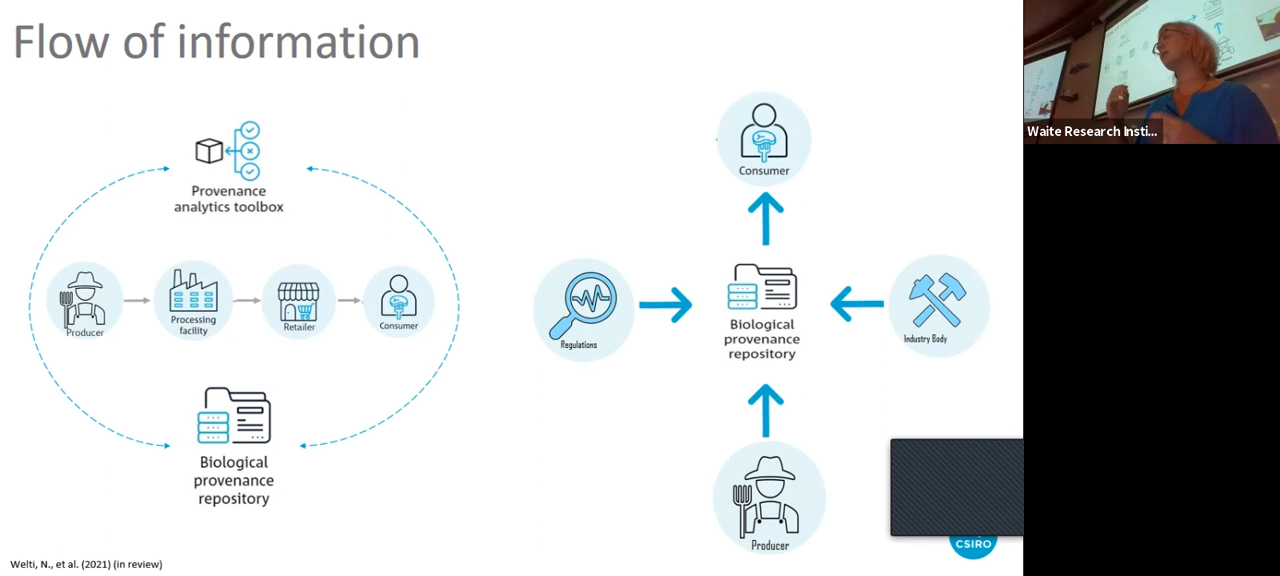 Flow of information
Provenance
analytics toolbox
Producer
Processing
facility
Retailer
Consumer
Biological
provenance
repository
Consumer
Regulations
Biological
provenance
repository
Industry Body
Producer
CSIRO
Welti, N., et al. (2021) (in review)
Waite Research Insti...